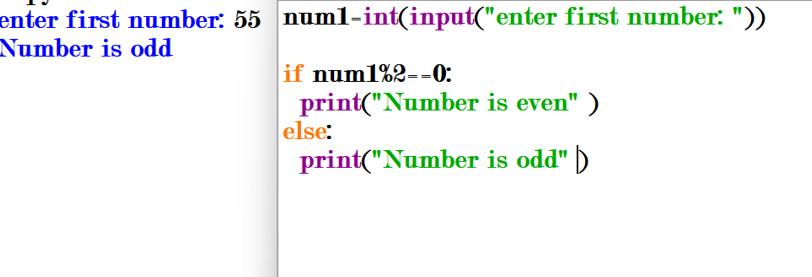 enter first number: 55
Number is odd
num1=int(input("enter first number: "))
if num1%2==0:
print("Number is even" )
else:
print("Number is odd" )